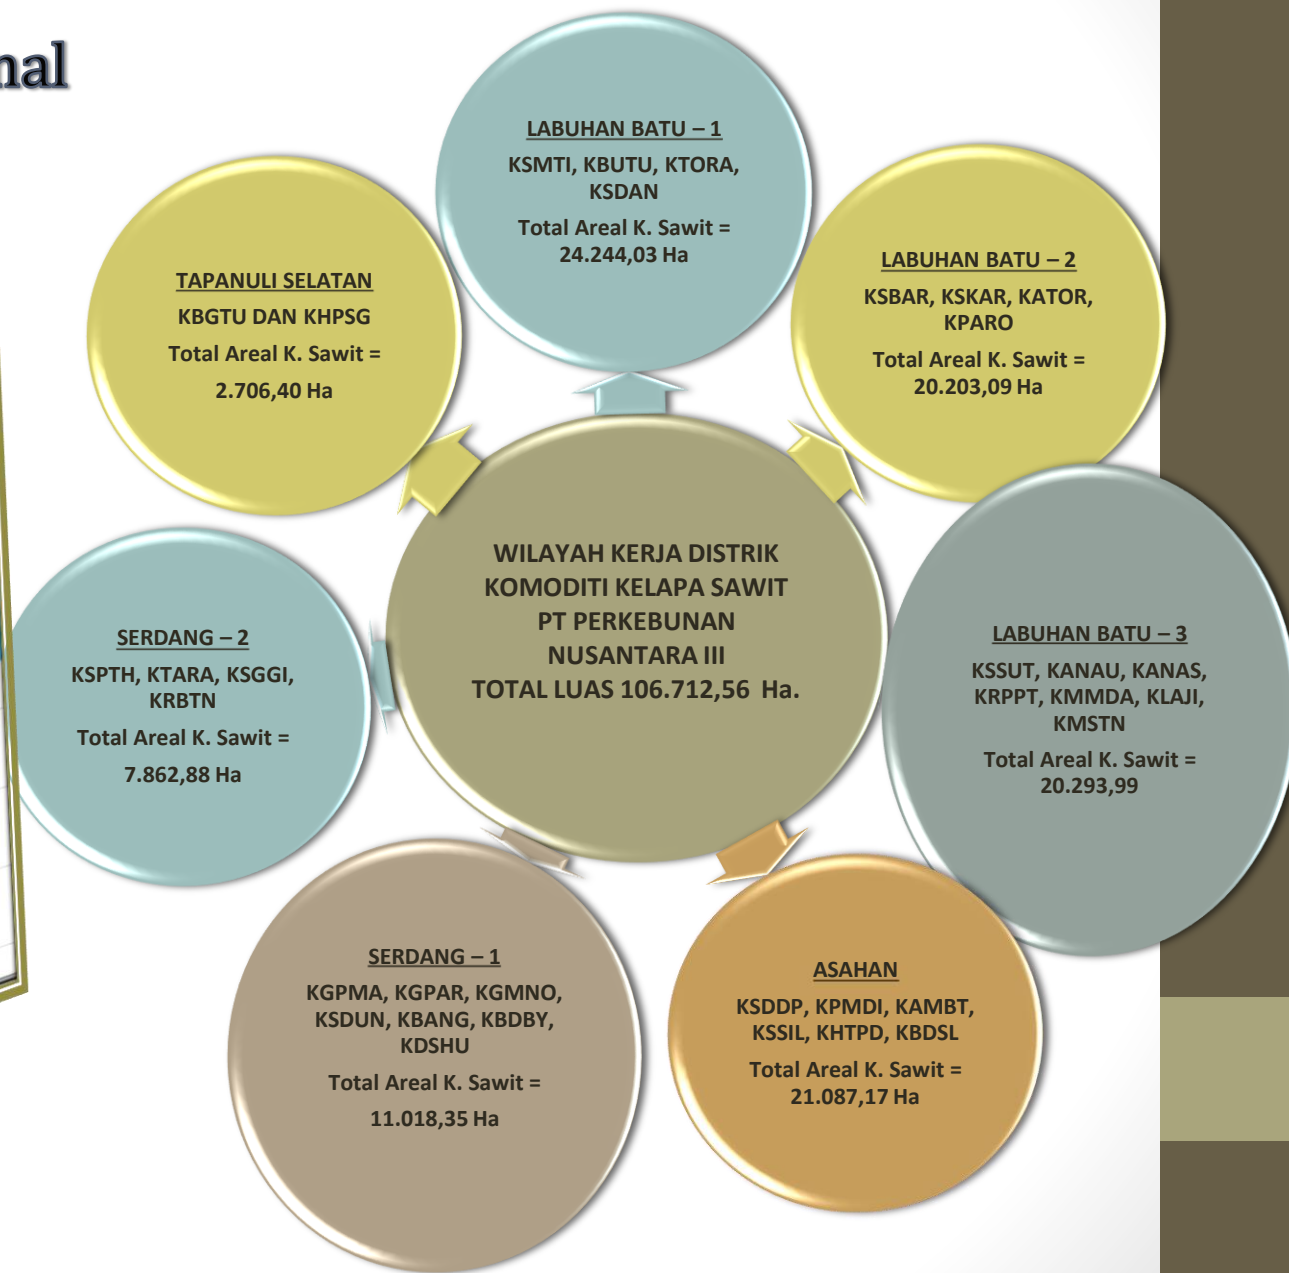 LABUHAN BATU – 1
KSMTI, KBUTU, KTORA,
KSDAN
Total Areal K. Sawit =
24.244,03 Ha
LABUHAN BATU – 2
KSBAR, KSKAR, KATOR,
KPARO
Total Areal K. Sawit =
20.203,09 Ha
TAPANULI SELATAN
KBGTU DAN KHPSG
Total Areal K. Sawit =
2.706,40 Ha
WILAYAH KERJA DISTRIK
KOMODITI KELAPA SAWIT
PT PERKEBUNAN
NUSANTARA III
TOTAL LUAS 106.712,56 Ha.
LABUHAN BATU – 3
KSSUT, KANAU, KANAS,
KRPPT, KMMDA, KLAJI,
KMSTN
Total Areal K. Sawit =
20.293,99
SERDANG – 2
KSPTH, KTARA, KSGGI,
KRBTN
Total Areal K. Sawit =
7.862,88 Ha
SERDANG – 1
KGPMA, KGPAR, KGMNO,
KSDUN, KBANG, KBDBY,
KDSHU
Total Areal K. Sawit =
11.018,35 Ha
ASAHAN
KSDDP, KPMDI, KAMBT,
KSSIL, KHTPD, KBDSL
Total Areal K. Sawit =
21.087,17 Ha